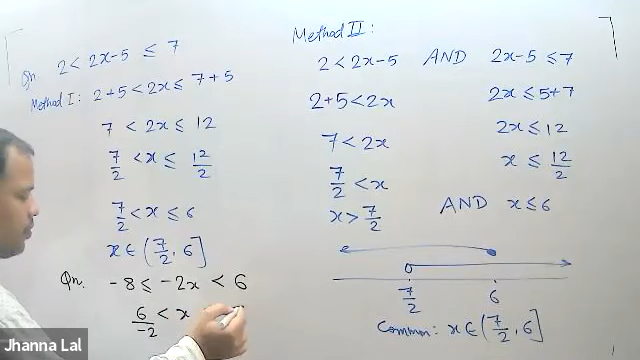 Qn. 2 < 2x-5 ≤ 7
Method I: 2+5 < 2x ≤ 7+5
7 < 2x ≤ 12
7/2 < x ≤ 12/2
7/2 < x ≤ 6
x ∈ (7/2, 6]
Qn. -8 ≤ -2x < 6
6/-2 < x
Method II:
2 < 2x-5 AND 2x-5 ≤ 7
2+5 < 2x 2x ≤ 5+7
7 < 2x 2x ≤ 12
7/2 < x x ≤ 12/2
x > 7/2 AND x ≤ 6
7/2 6
Common: x ∈ (7/2, 6]
Jhanna Lal